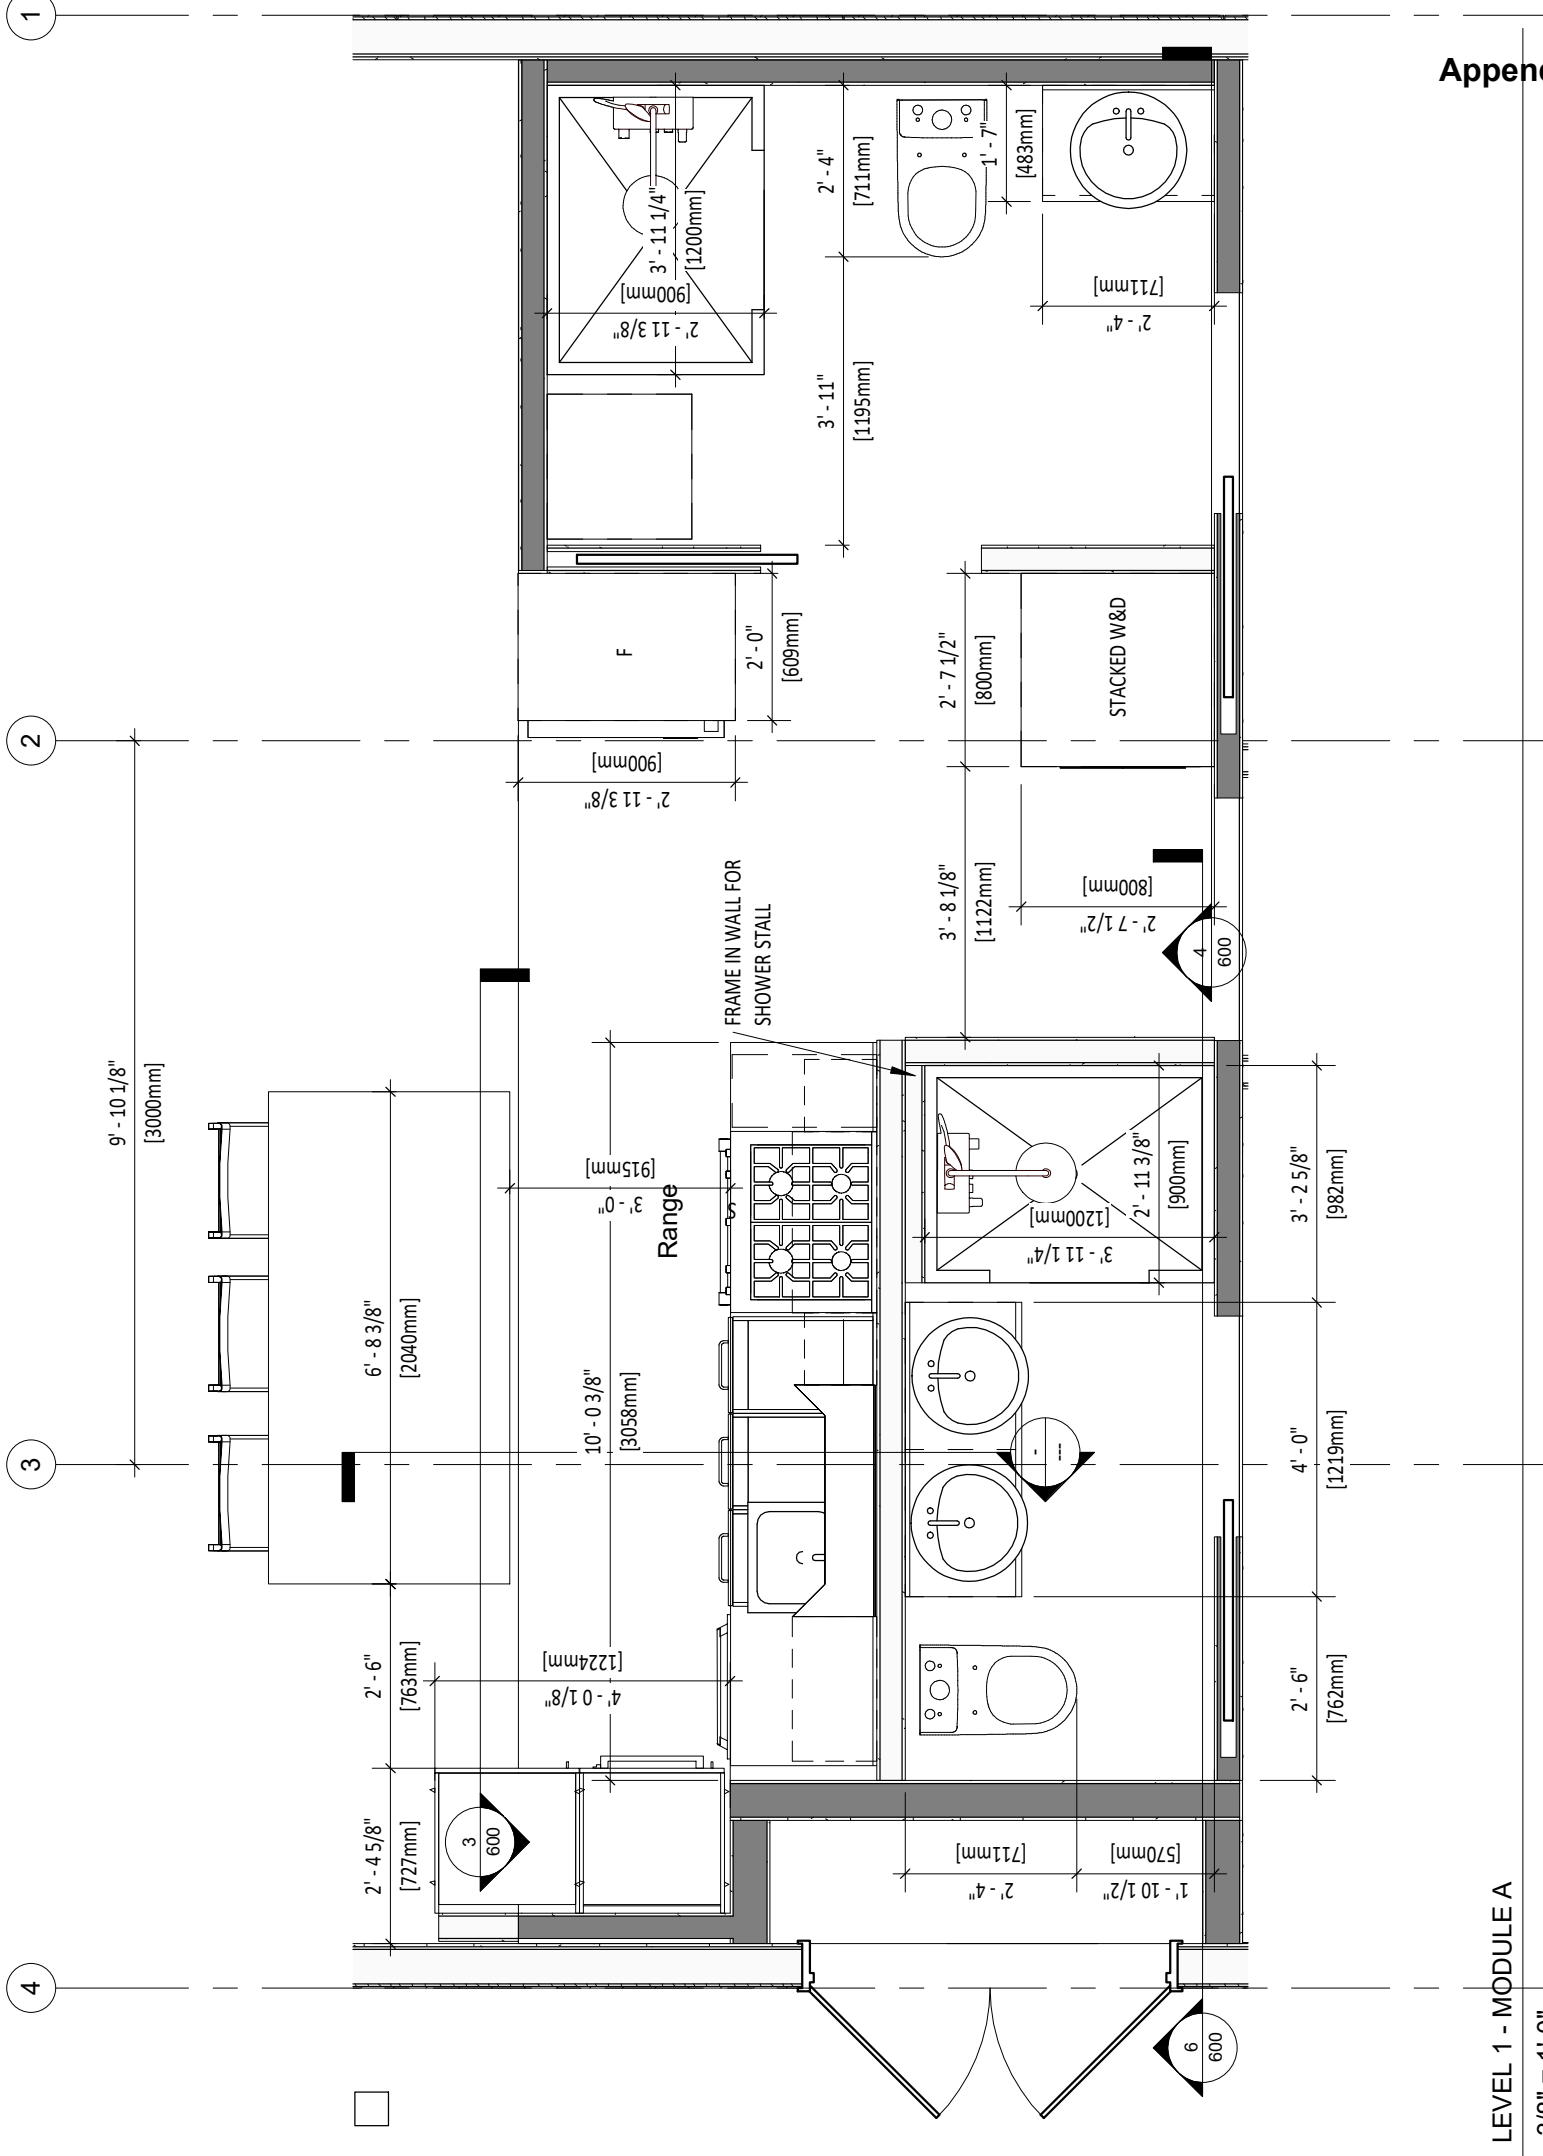 1
2
3
4
Append
9' - 10 1/8"
[3000mm]
3' - 11 1/4"
[1200mm]
2' - 11 3/8"
[900mm]
2' - 4"
[711mm]
1' - 7"
[483mm]
2' - 4"
[711mm]
3' - 11"
[1195mm]
F
2' - 0"
[609mm]
2' - 11 3/8"
[900mm]
2' - 7 1/2"
[800mm]
STACKED W&D
3' - 8 1/8"
[1122mm]
2' - 7 1/2"
[800mm]
4
600
FRAME IN WALL FOR
SHOWER STALL
6' - 8 3/8"
[2040mm]
3' - 0"
[915mm]
Range
S
10' - 0 3/8"
[3058mm]
2' - 11 3/8"
[900mm]
3' - 11 1/4"
[1200mm]
3' - 2 5/8"
[982mm]
4' - 0"
[1219mm]
-
---
2' - 6"
[763mm]
4' - 0 1/8"
[1224mm]
2' - 6"
[762mm]
2' - 4 5/8"
[727mm]
3
600
2' - 4"
[711mm]
1' - 10 1/2"
[570mm]
6
600
LEVEL 1 - MODULE A